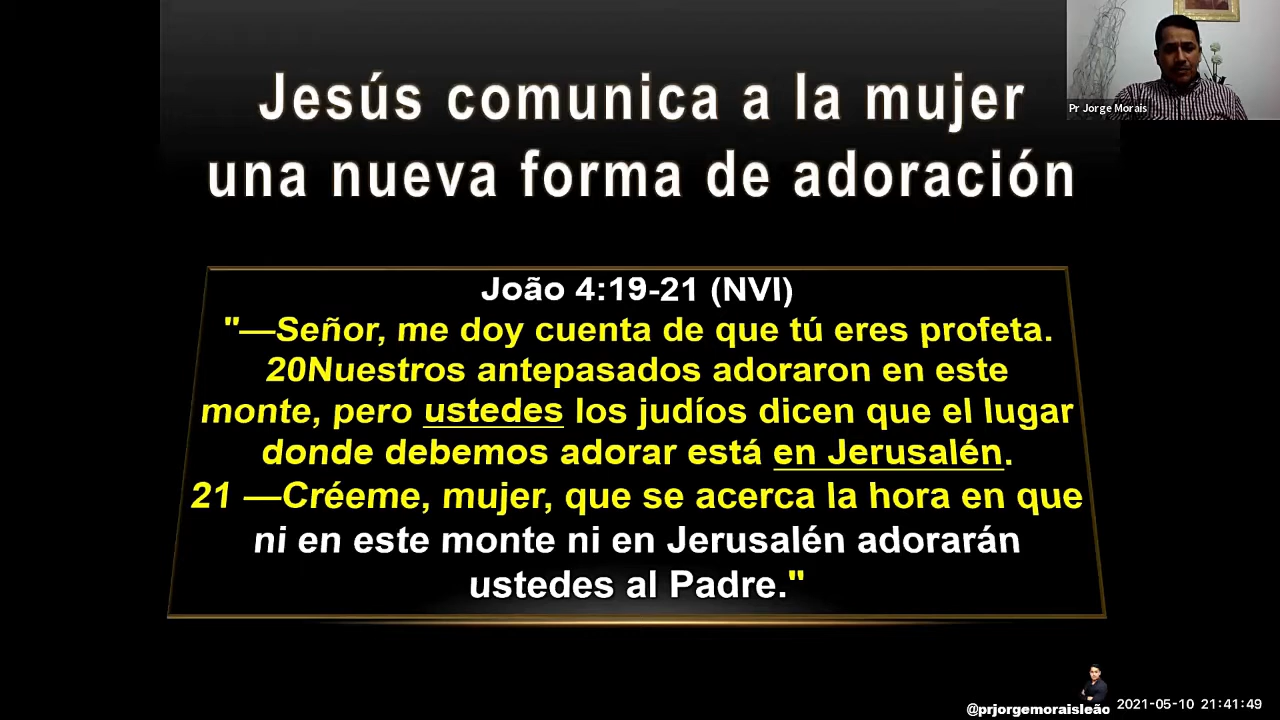 Jesús comunica a la mujer
una nueva forma de adoración
Pr Jorge Morais
João 4:19-21 (NVI)
"—Señor, me doy cuenta de que tú eres profeta.
20Nuestros antepasados adoraron en este
monte, pero ustedes los judíos dicen que el lugar
donde debemos adorar está en Jerusalén.
21 —Créeme, mujer, que se acerca la hora en que
ni en este monte ni en Jerusalén adorarán
ustedes al Padre."
@prjorgemoraisleão
2021-05-10 21:41:49